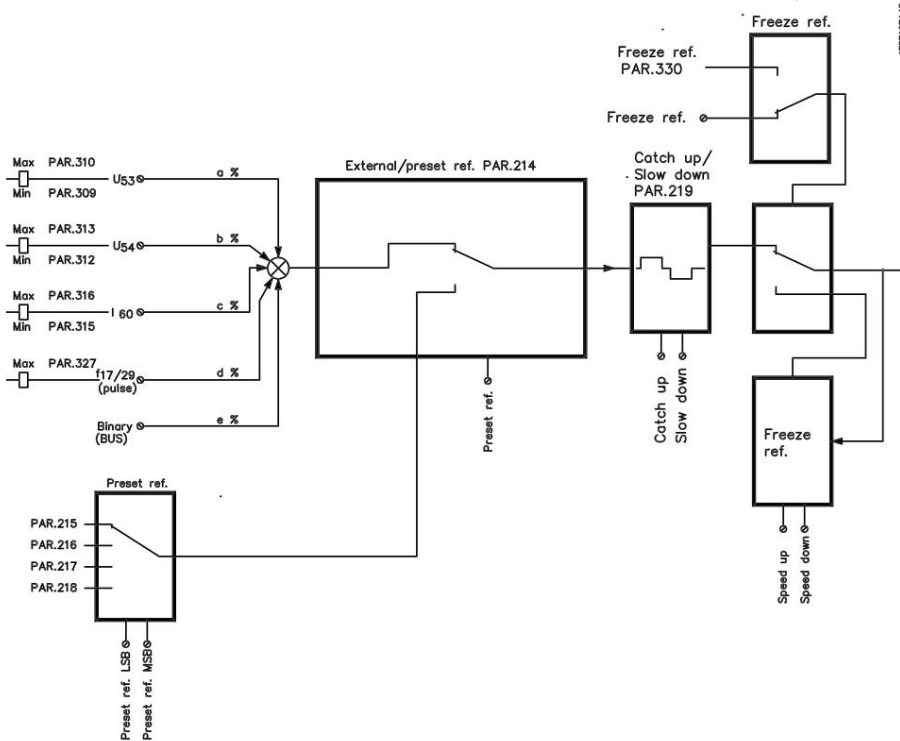 Freeze ref.
Freeze ref.
PAR.330
Freeze ref.
Max PAR.310
U53 a %
Min PAR.309
Max PAR.313
U54 b %
Min PAR.312
Max PAR.316
I 60 c %
Min PAR.315
Max PAR.327
f17/29 d %
(pulse)
Binary e %
(BUS)
External/preset ref. PAR.214
Preset ref.
Catch up/
Slow down
PAR.219
Catch up
Slow down
Freeze
ref.
Speed up
Speed down
Preset ref.
PAR.215
PAR.216
PAR.217
PAR.218
Preset ref. LSB
Preset ref. MSB